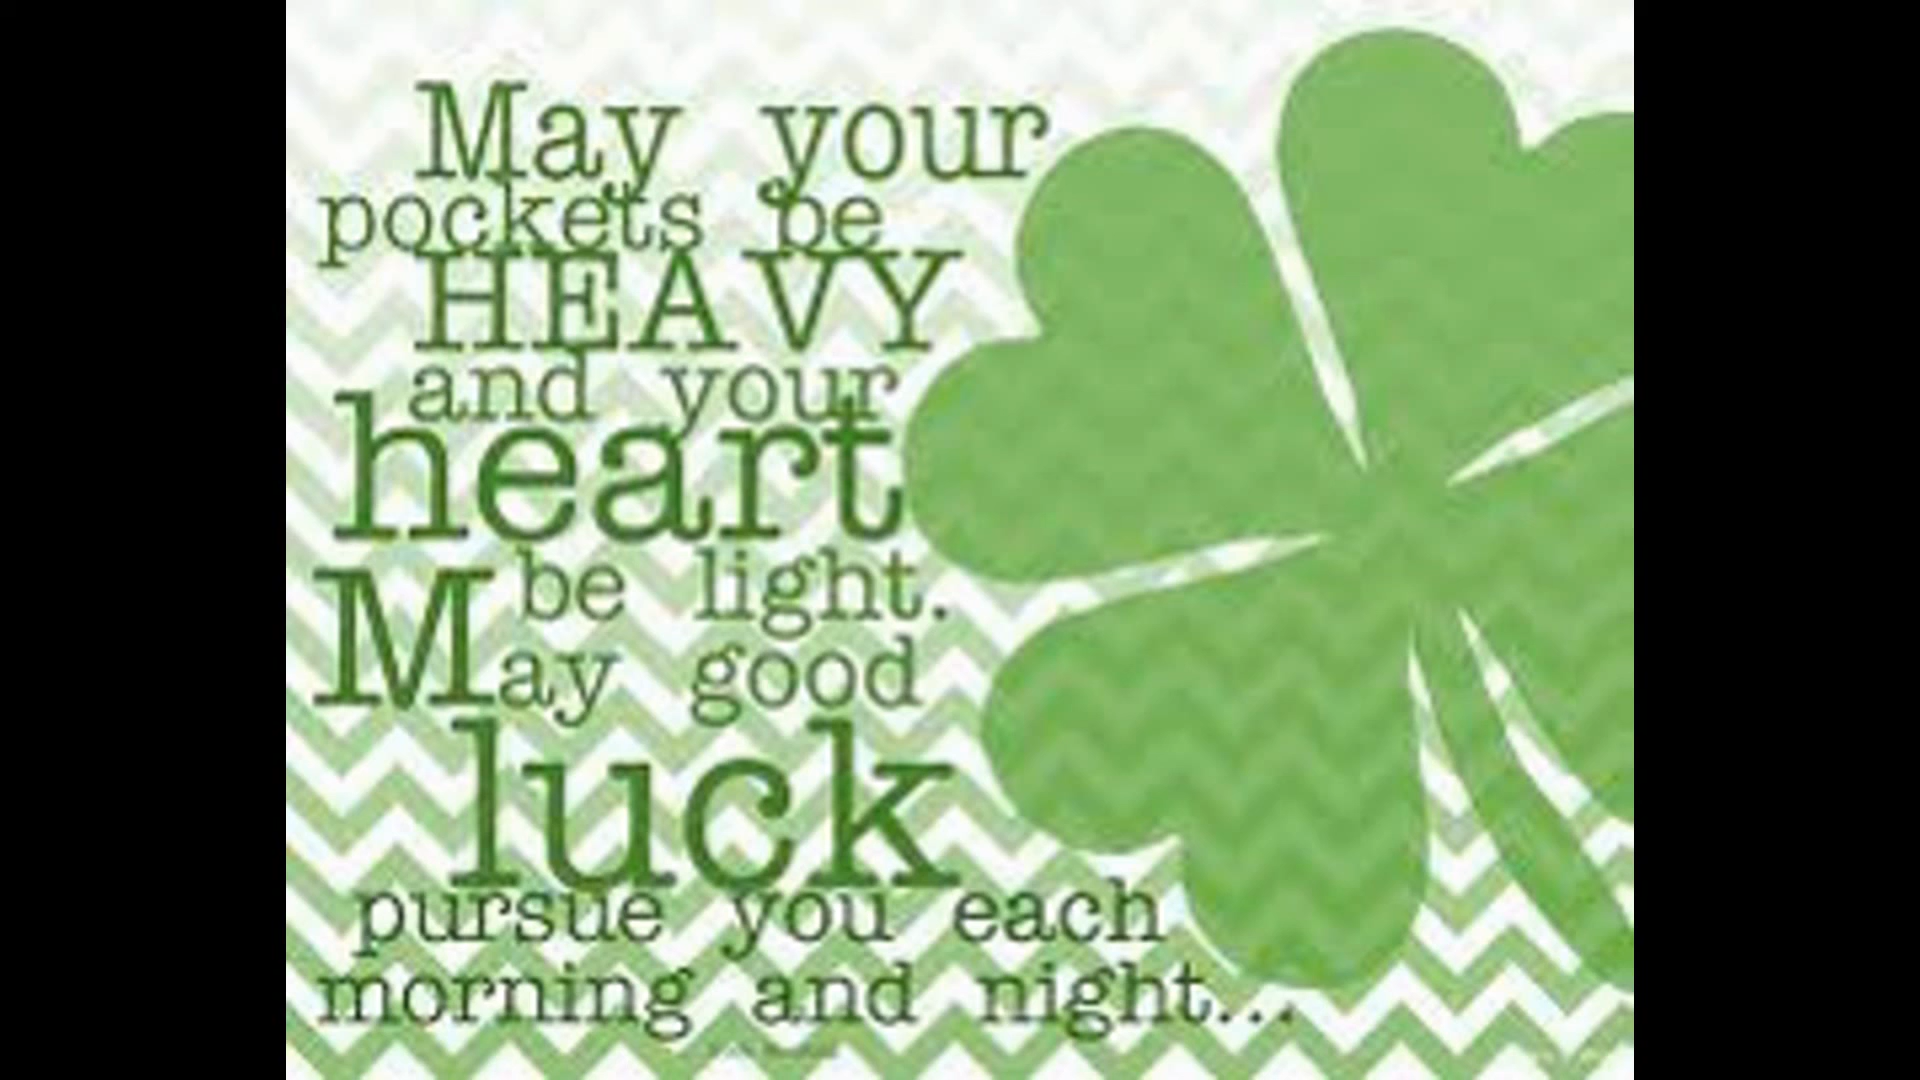 May your
pockets be
HEAVY
and your
heart
be light.
May good
luck
pursue you each
morning and night...